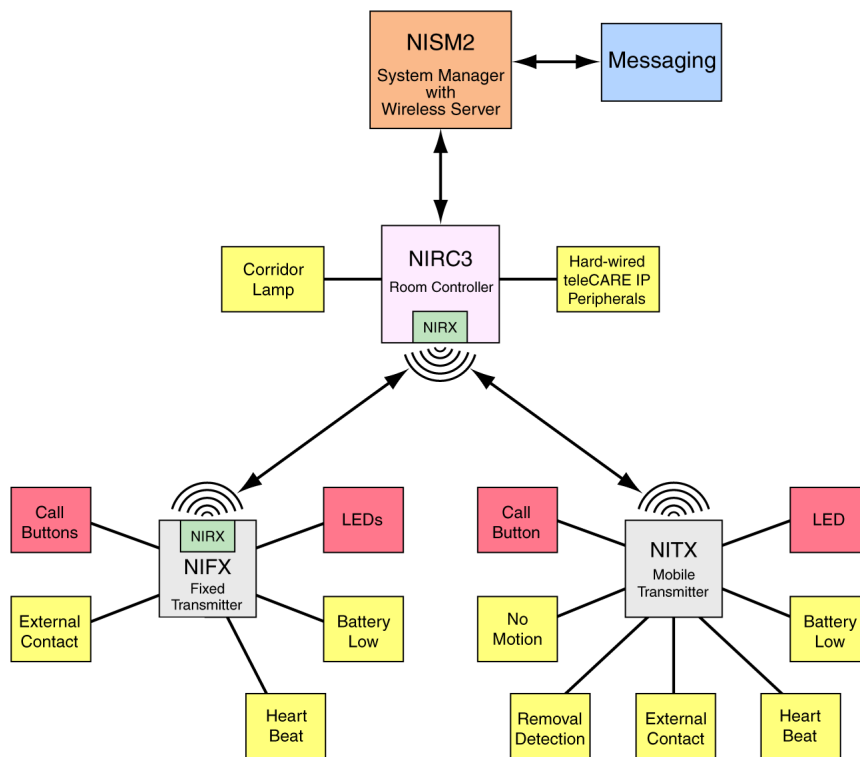 NISM2
System Manager
with
Wireless Server
Messaging
Corridor
Lamp
NIRC3
Room Controller
NIRX
Hard-wired
teleCARE IP
Peripherals
Call
Buttons
NIRX
NIFX
Fixed
Transmitter
LEDs
External
Contact
Battery
Low
Heart
Beat
Call
Button
NITX
Mobile
Transmitter
LED
No
Motion
Battery
Low
Removal
Detection
External
Contact
Heart
Beat